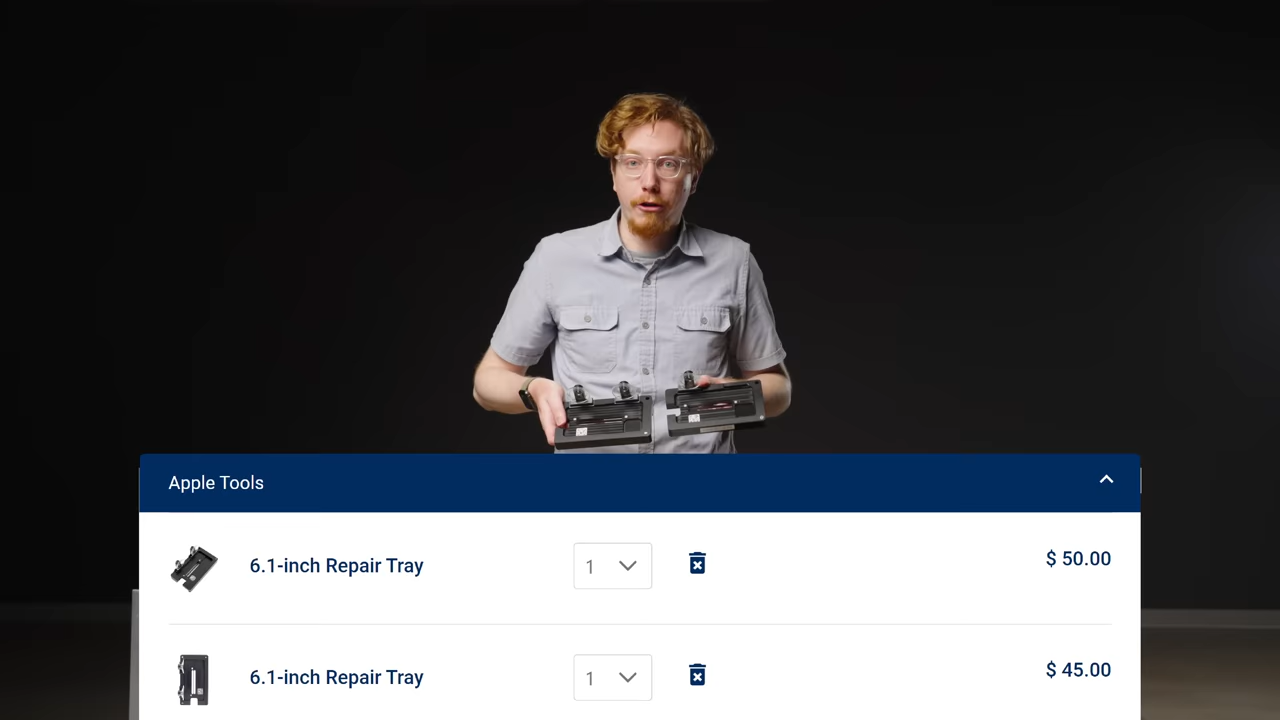 Apple Tools
6.1-inch Repair Tray
1
$ 50.00
6.1-inch Repair Tray
1
$ 45.00